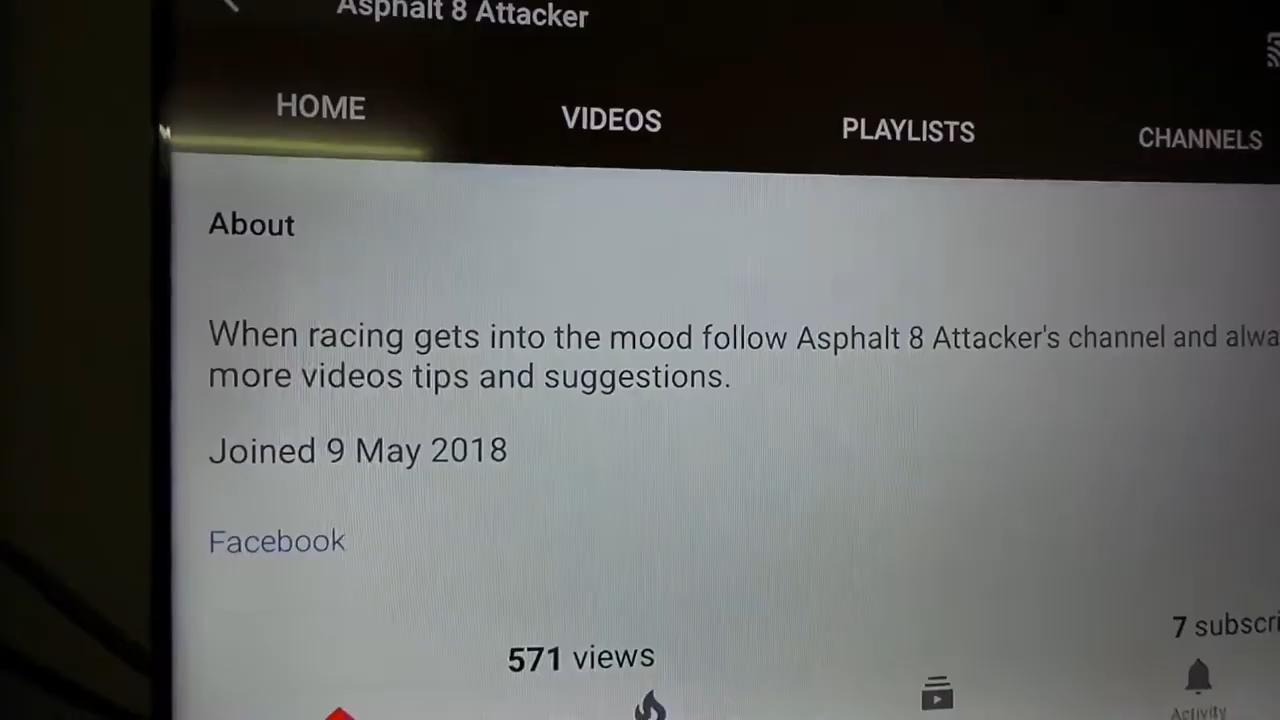 Asphalt 8 Attacker
HOME VIDEOS PLAYLISTS CHANNELS
About
When racing gets into the mood follow Asphalt 8 Attacker's channel and alwa
more videos tips and suggestions.
Joined 9 May 2018
Facebook
571 views
7 subscri
Activity